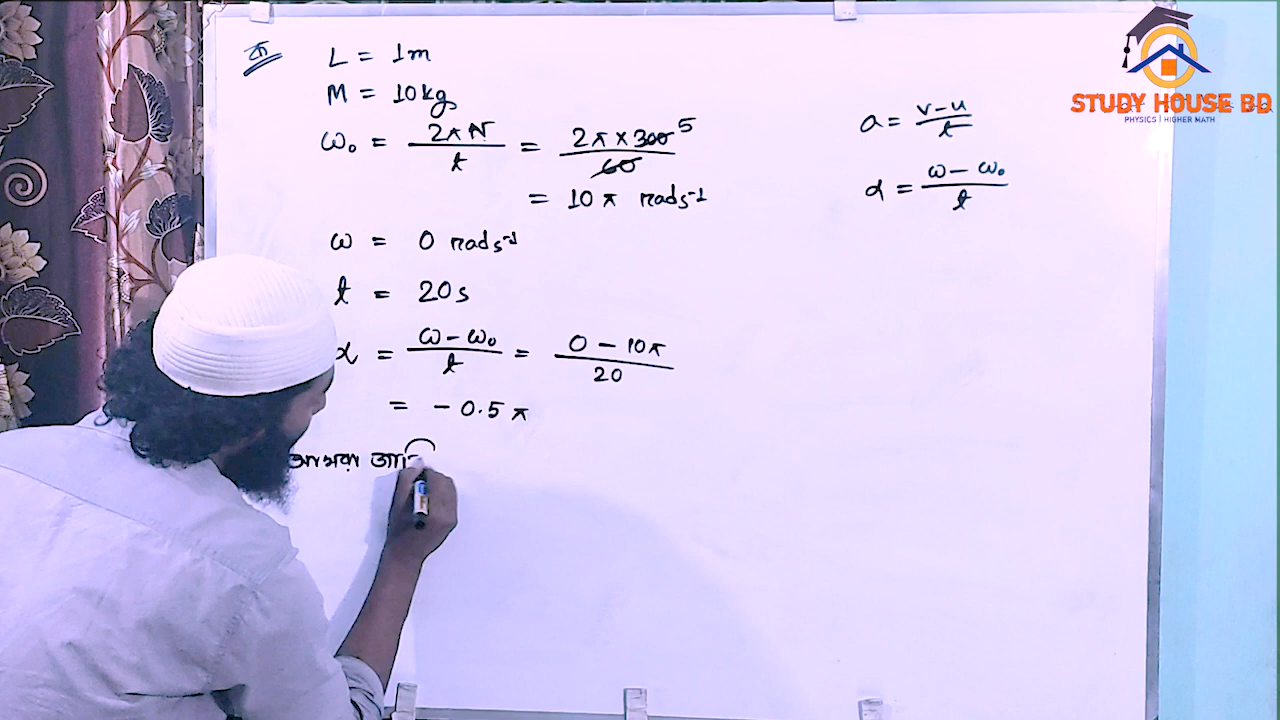 ক
L = 1m
M = 10kg
ω₀ = 2πN/t = 2π×300/60 5
= 10π rads⁻¹
ω = 0 rads⁻¹
t = 20s
α = ω-ω₀/t = 0-10π/20
= -0.5π
আমরা
a = v-u/t
α = ω-ω₀/t
STUDY HOUSE BD
PHYSICS | HIGHER MATH